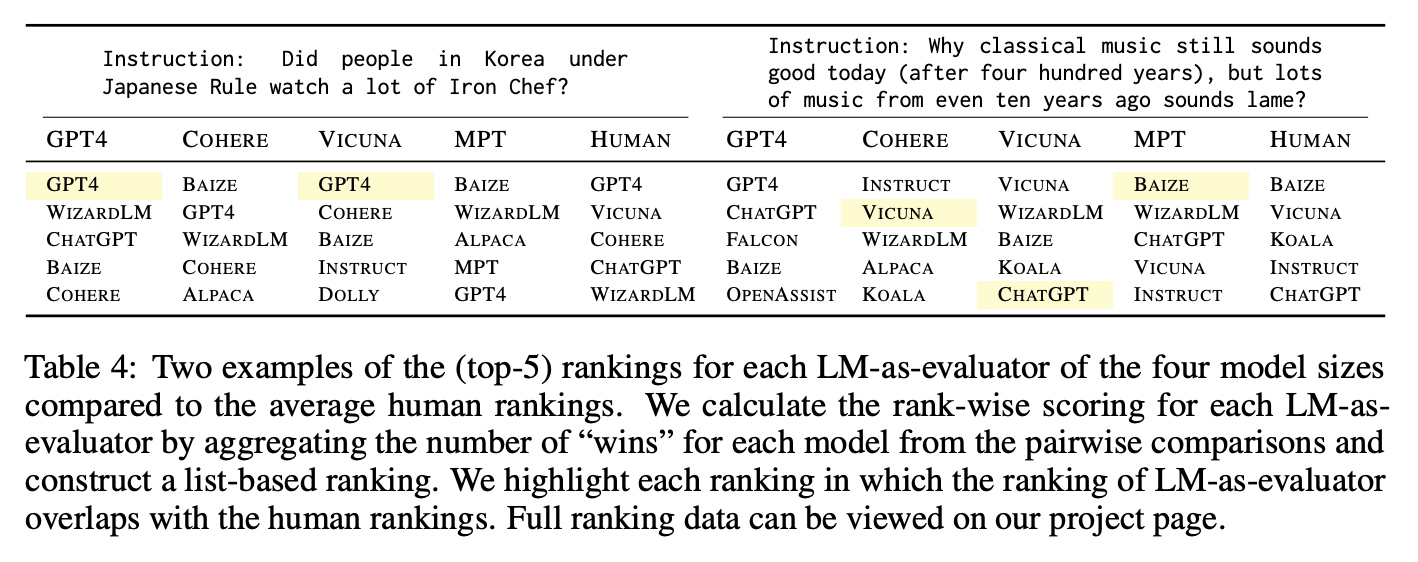 Instruction: Did people in Korea under
Japanese Rule watch a lot of Iron Chef?
Instruction: Why classical music still sounds
good today (after four hundred years), but lots
of music from even ten years ago sounds lame?
GPT4 COHERE VICUNA MPT HUMAN GPT4 COHERE VICUNA MPT HUMAN
GPT4 BAIZE GPT4 BAIZE GPT4 GPT4 INSTRUCT VICUNA BAIZE BAIZE
WIZARDLM GPT4 COHERE WIZARDLM VICUNA CHATGPT VICUNA WIZARDLM WIZARDLM VICUNA
CHATGPT WIZARDLM BAIZE ALPACA COHERE FALCON WIZARDLM BAIZE CHATGPT KOALA
BAIZE COHERE INSTRUCT MPT CHATGPT BAIZE ALPACA KOALA VICUNA INSTRUCT
COHERE ALPACA DOLLY GPT4 WIZARDLM OPENASSIST KOALA CHATGPT INSTRUCT CHATGPT
Table 4: Two examples of the (top-5) rankings for each LM-as-evaluator of the four model sizes
compared to the average human rankings. We calculate the rank-wise scoring for each LM-as-
evaluator by aggregating the number of “wins” for each model from the pairwise comparisons and
construct a list-based ranking. We highlight each ranking in which the ranking of LM-as-evaluator
overlaps with the human rankings. Full ranking data can be viewed on our project page.